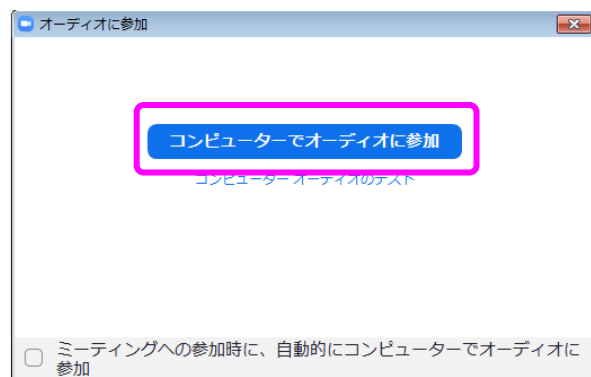 オーディオに参加
コンピューターでオーディオに参加
コンピューター オーディオのテスト
ミーティングへの参加時に、自動的にコンピューターでオーディオに
参加